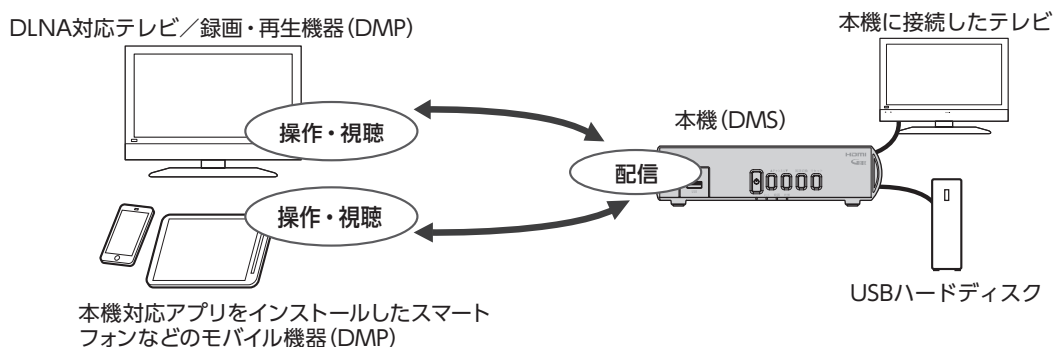 DLNA対応テレビ／録画・再生機器(DMP)
本機に接続したテレビ
操作・視聴
本機(DMS)
配信
HDMI
操作・視聴
USBハードディスク
本機対応アプリをインストールしたスマート
フォンなどのモバイル機器(DMP)